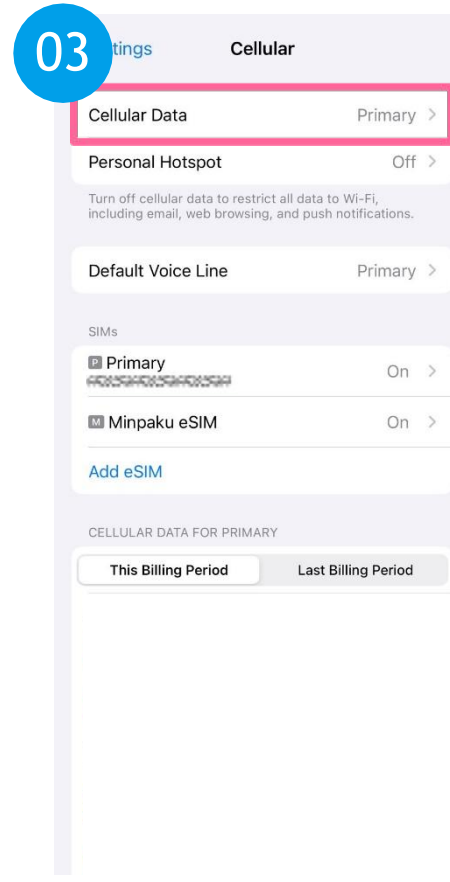 03
tings Cellular
Cellular Data Primary
Personal Hotspot Off
Turn off cellular data to restrict all data to Wi-Fi,
including email, web browsing, and push notifications.
Default Voice Line Primary
SIMs
P Primary On
M Minpaku eSIM On
Add eSIM
CELLULAR DATA FOR PRIMARY
This Billing Period Last Billing Period